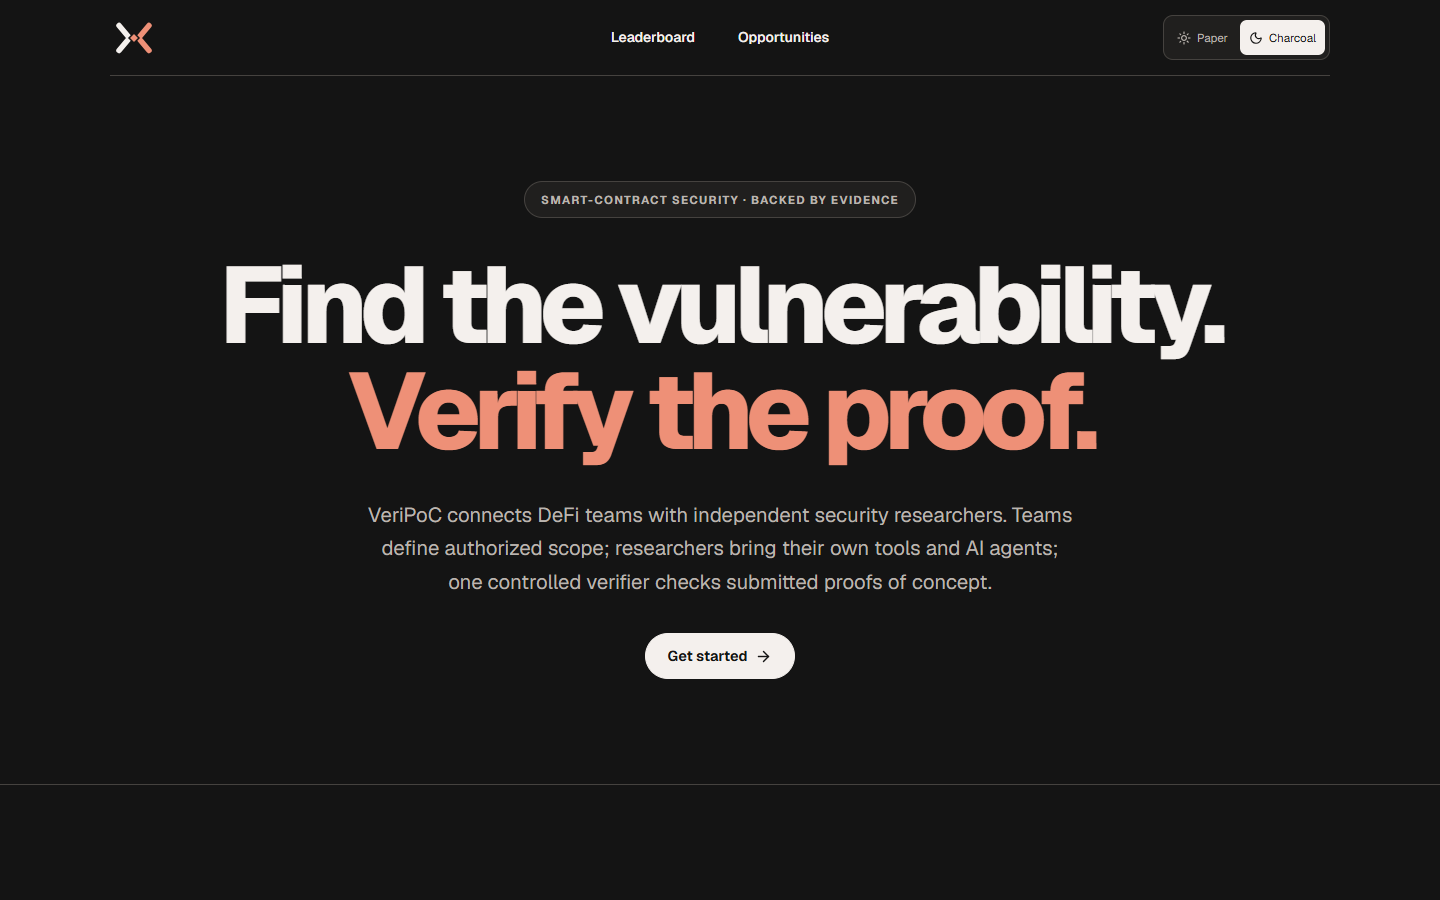 Leaderboard
Opportunities
Paper
Charcoal
SMART-CONTRACT SECURITY · BACKED BY EVIDENCE
Find the vulnerability.
Verify the proof.
VeriPoC connects DeFi teams with independent security researchers. Teams
define authorized scope; researchers bring their own tools and AI agents;
one controlled verifier checks submitted proofs of concept.
Get started